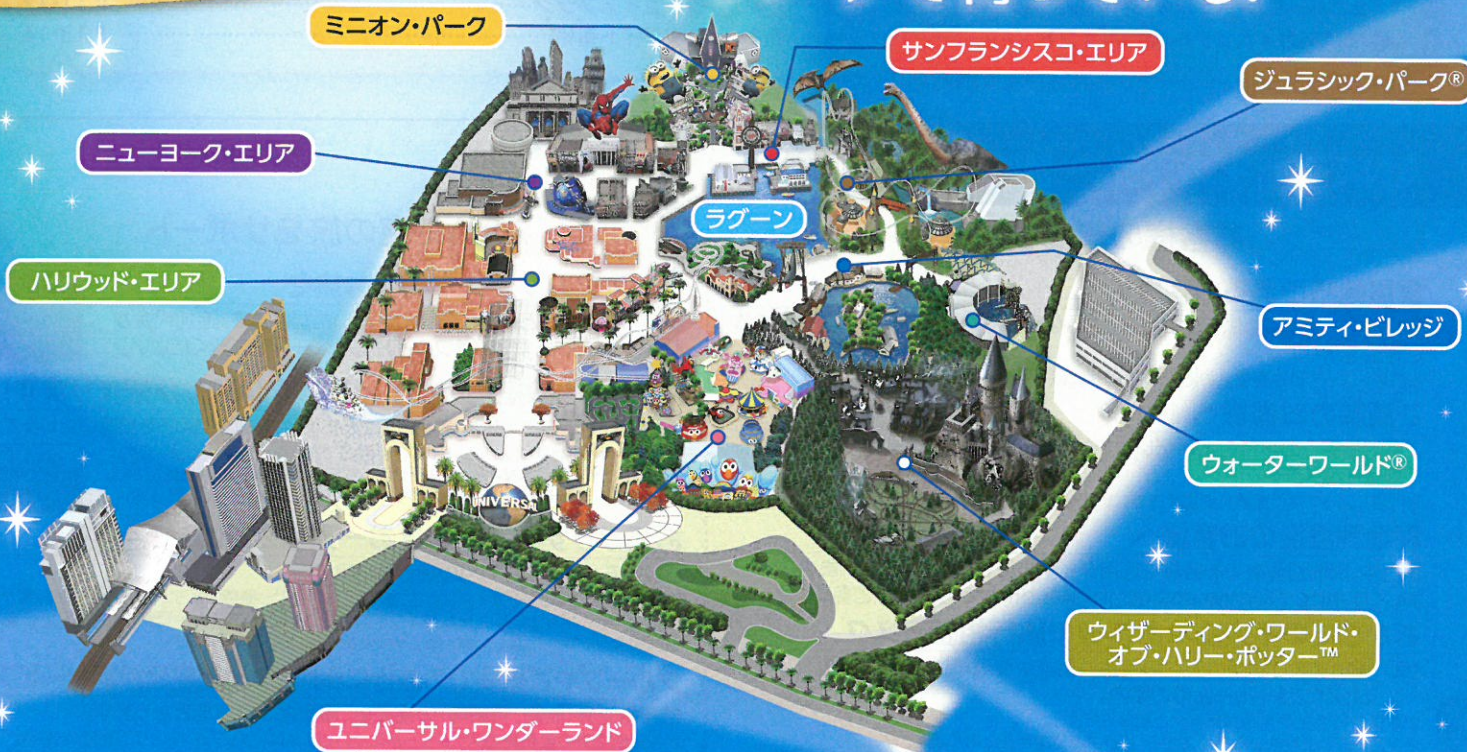 ミニオン・パーク
サンフランシスコ・エリア
ジュラシック・パーク®
ニューヨーク・エリア
ラグーン
ハリウッド・エリア
アミティ・ビレッジ
ウォーターワールド®
UNIVERSA
ウィザーディング・ワールド・
オブ・ハリー・ポッター™
ユニバーサル・ワンダーランド